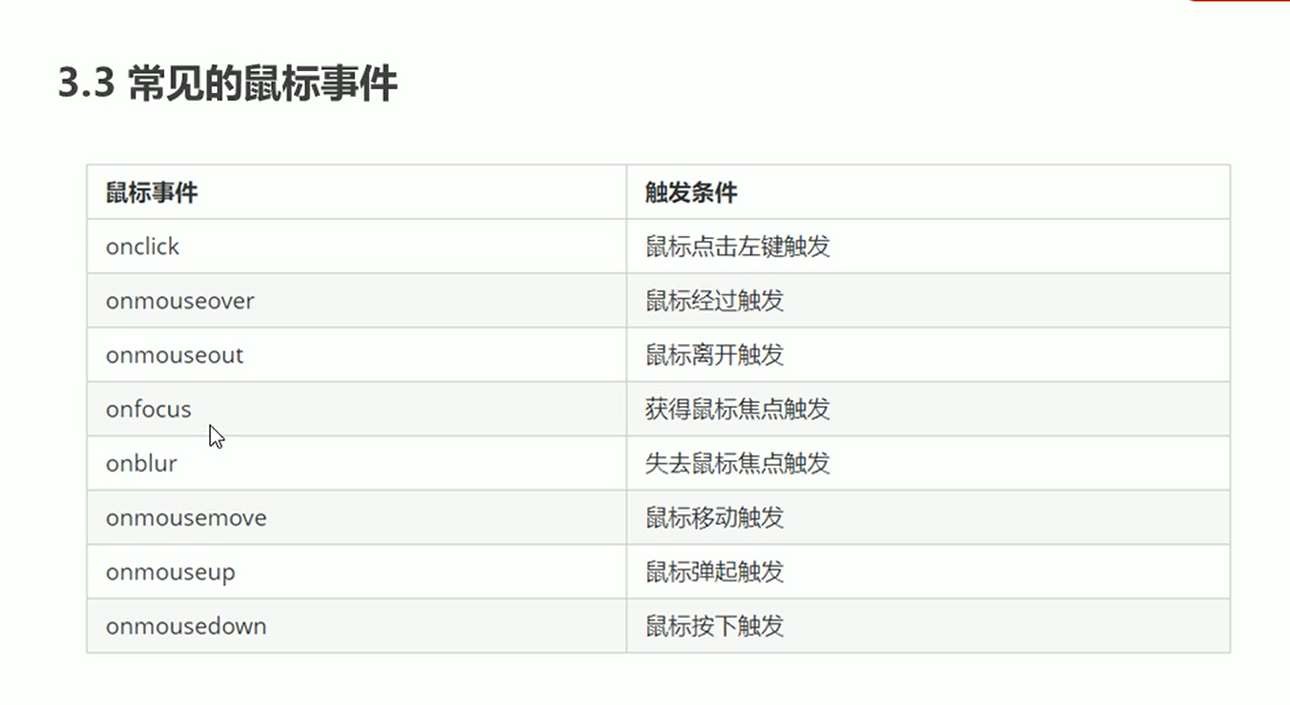 3.3 常见的鼠标事件
鼠标事件 触发条件
onclick 鼠标点击左键触发
onmouseover 鼠标经过触发
onmouseout 鼠标离开触发
onfocus 获得鼠标焦点触发
onblur 失去鼠标焦点触发
onmousemove 鼠标移动触发
onmouseup 鼠标弹起触发
onmousedown 鼠标按下触发